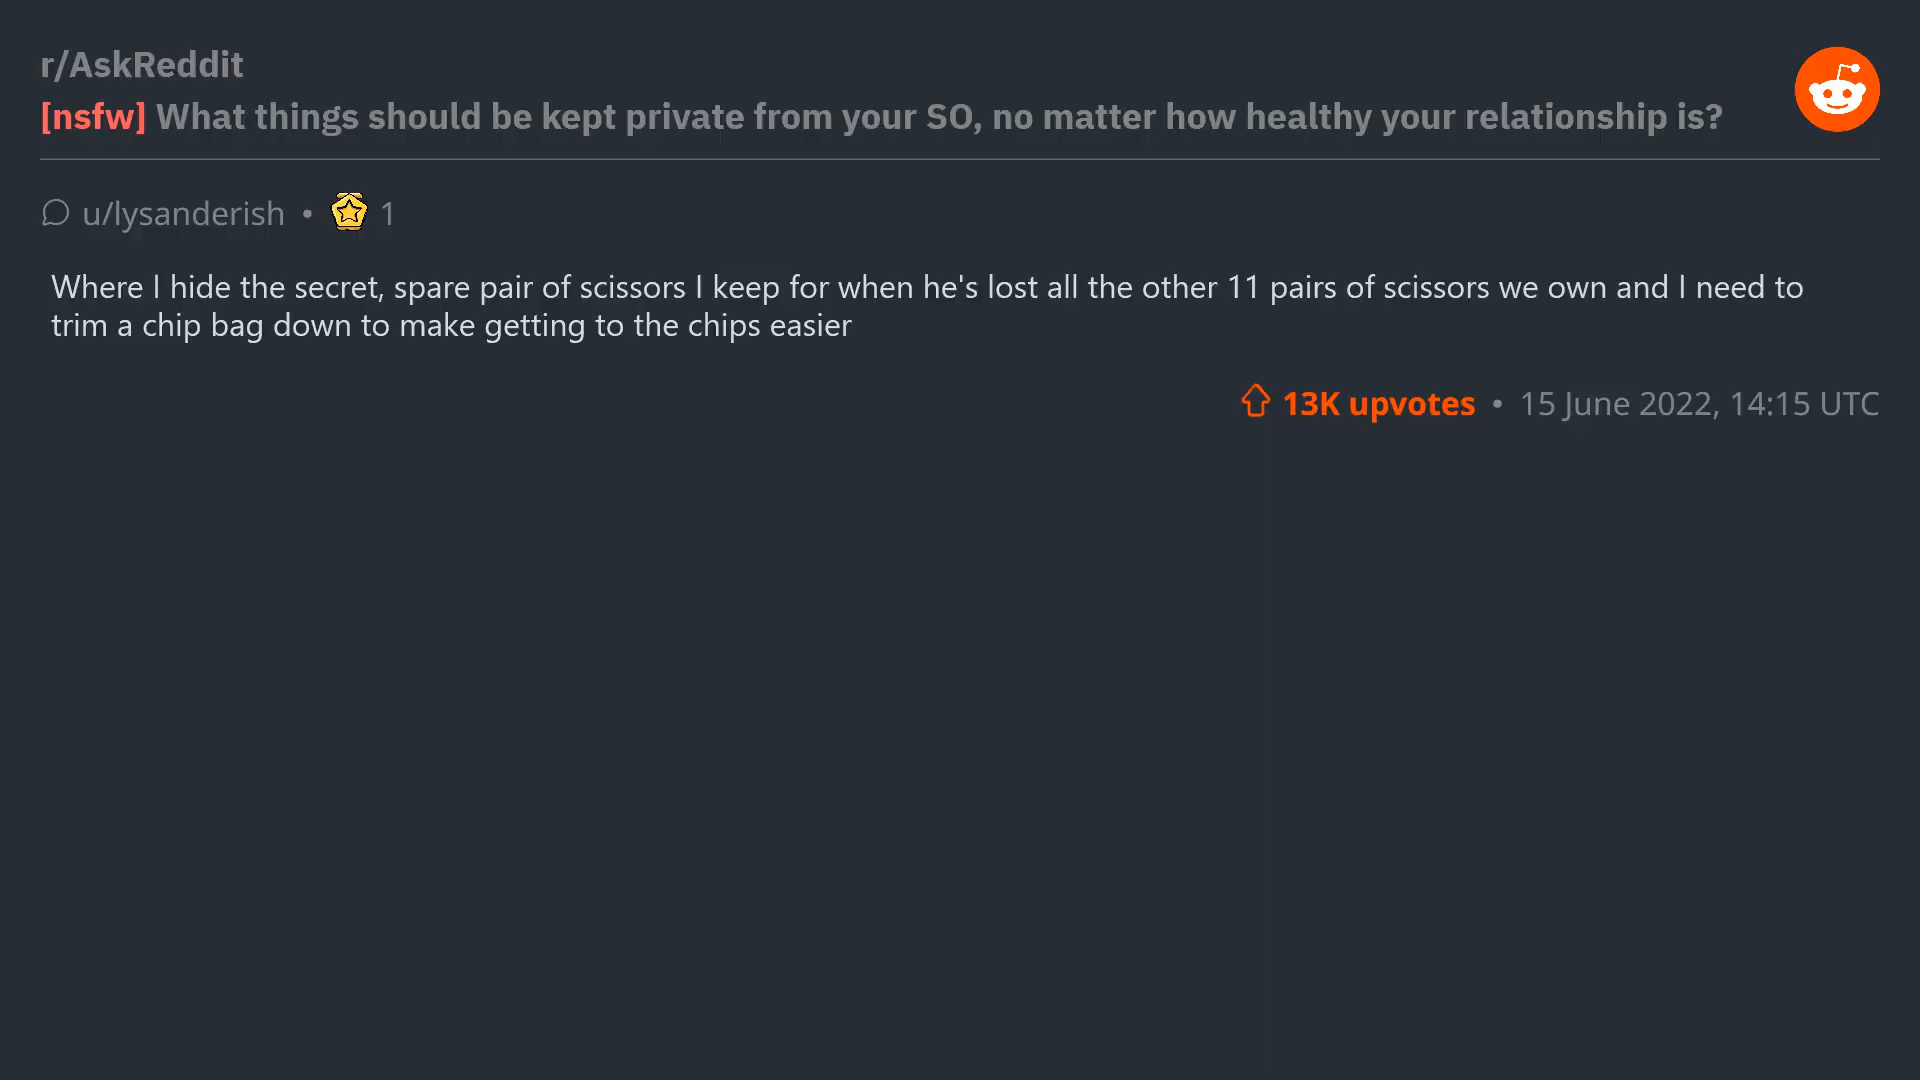 r/AskReddit
[nsfw] What things should be kept private from your SO, no matter how healthy your relationship is?
u/lysanderish • 1
Where I hide the secret, spare pair of scissors I keep for when he's lost all the other 11 pairs of scissors we own and I need to
trim a chip bag down to make getting to the chips easier
13K upvotes • 15 June 2022, 14:15 UTC